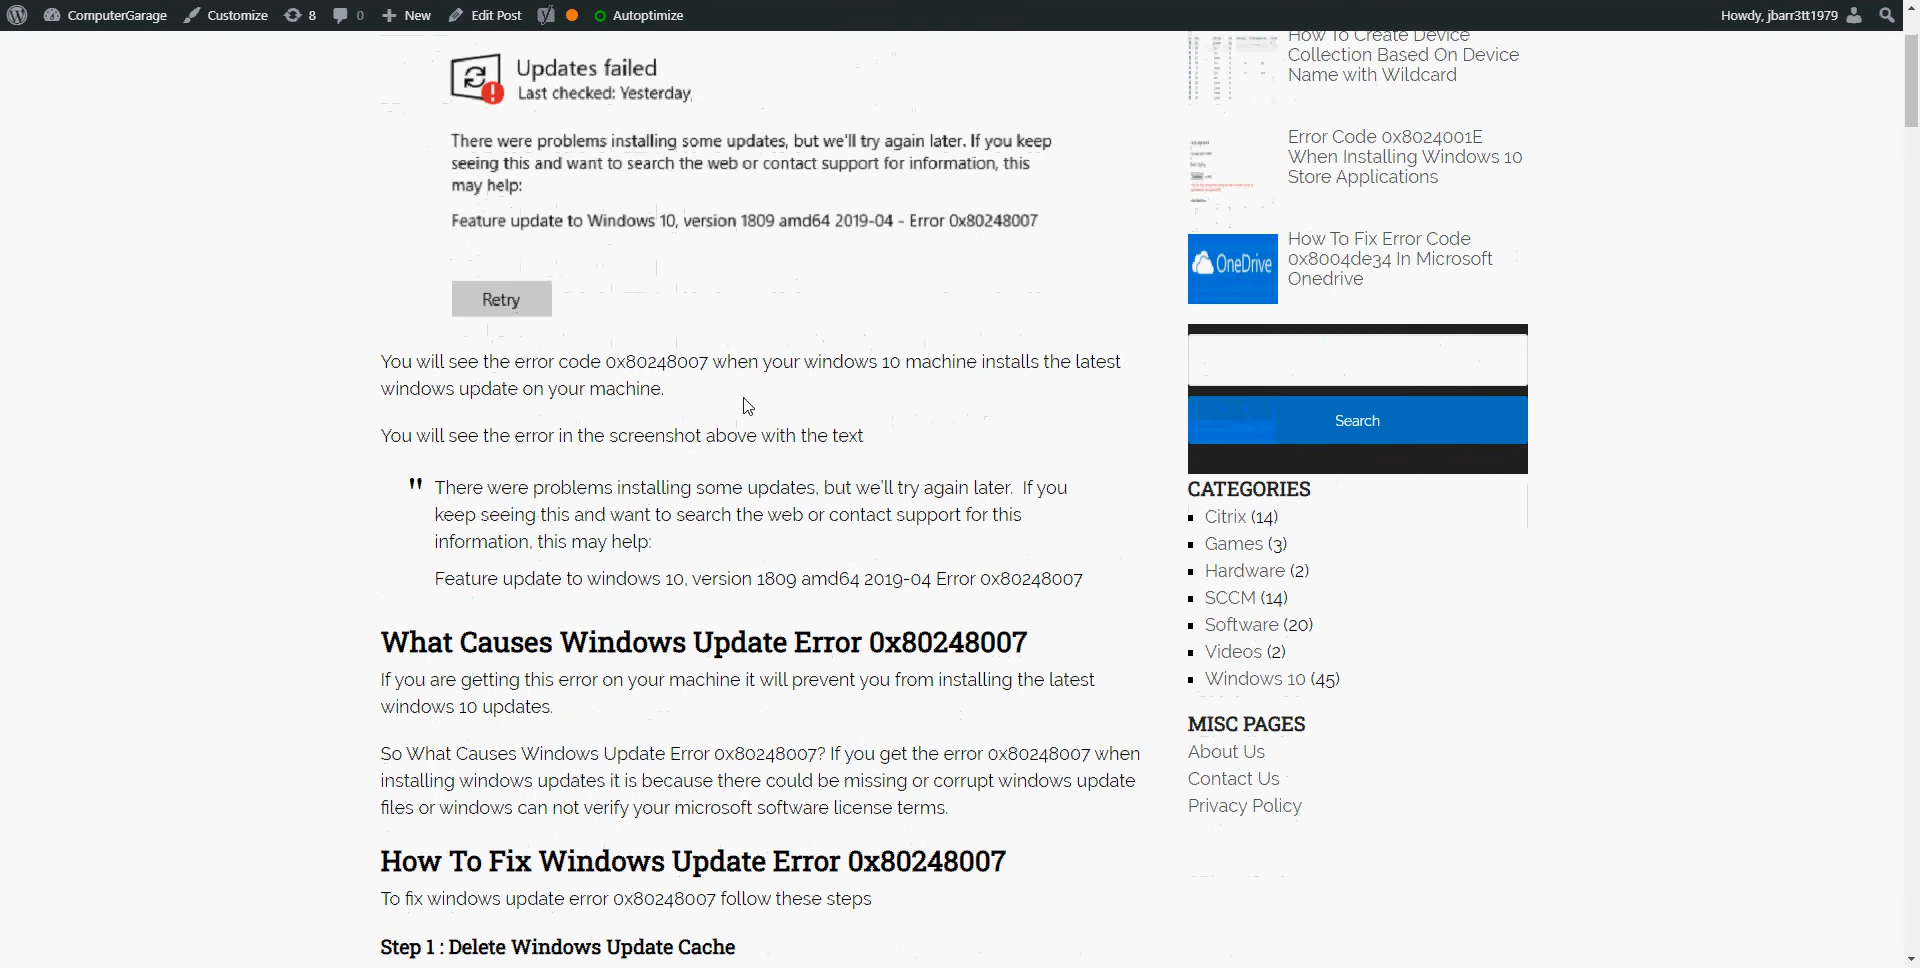 ComputerGarage Customize 8 0 New Edit Post Autoptimize Howdy, jbarr3tt1979
Updates failed
Last checked: Yesterday,
There were problems installing some updates, but we'll try again later. If you keep
seeing this and want to search the web or contact support for information, this
may help:
Feature update to Windows 10, version 1809 amd64 2019-04 - Error 0x80248007
Retry
You will see the error code 0x80248007 when your windows 10 machine installs the latest
windows update on your machine.
You will see the error in the screenshot above with the text
" There were problems installing some updates, but we'll try again later.  If you
keep seeing this and want to search the web or contact support for this
information, this may help:
Feature update to windows 10, version 1809 amd64 2019-04 Error 0x80248007
What Causes Windows Update Error 0x80248007
If you are getting this error on your machine it will prevent you from installing the latest
windows 10 updates.
So What Causes Windows Update Error 0x80248007? If you get the error 0x80248007 when
installing windows updates it is because there could be missing or corrupt windows update
files or windows can not verify your microsoft software license terms.
How To Fix Windows Update Error 0x80248007
To fix windows update error 0x80248007 follow these steps
Step 1 : Delete Windows Update Cache
How To Create Device
Collection Based On Device
Name with Wildcard
Error Code 0x8024001E
When Installing Windows 10
Store Applications
OneDrive
How To Fix Error Code
0x8004de34 In Microsoft
Onedrive
Search
CATEGORIES
Citrix (14)
Games (3)
Hardware (2)
SCCM (14)
Software (20)
Videos (2)
Windows 10 (45)
MISC PAGES
About Us
Contact Us
Privacy Policy